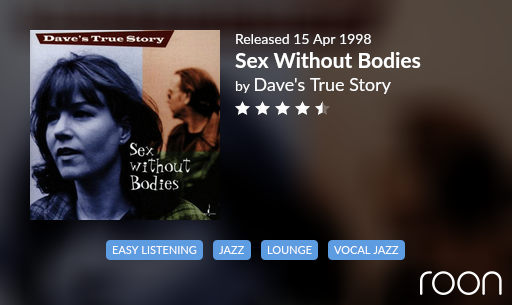 Dave's True Story
Sex
without
Bodies
Released 15 Apr 1998
Sex Without Bodies
by Dave's True Story
EASY LISTENING
JAZZ
LOUNGE
VOCAL JAZZ
roon